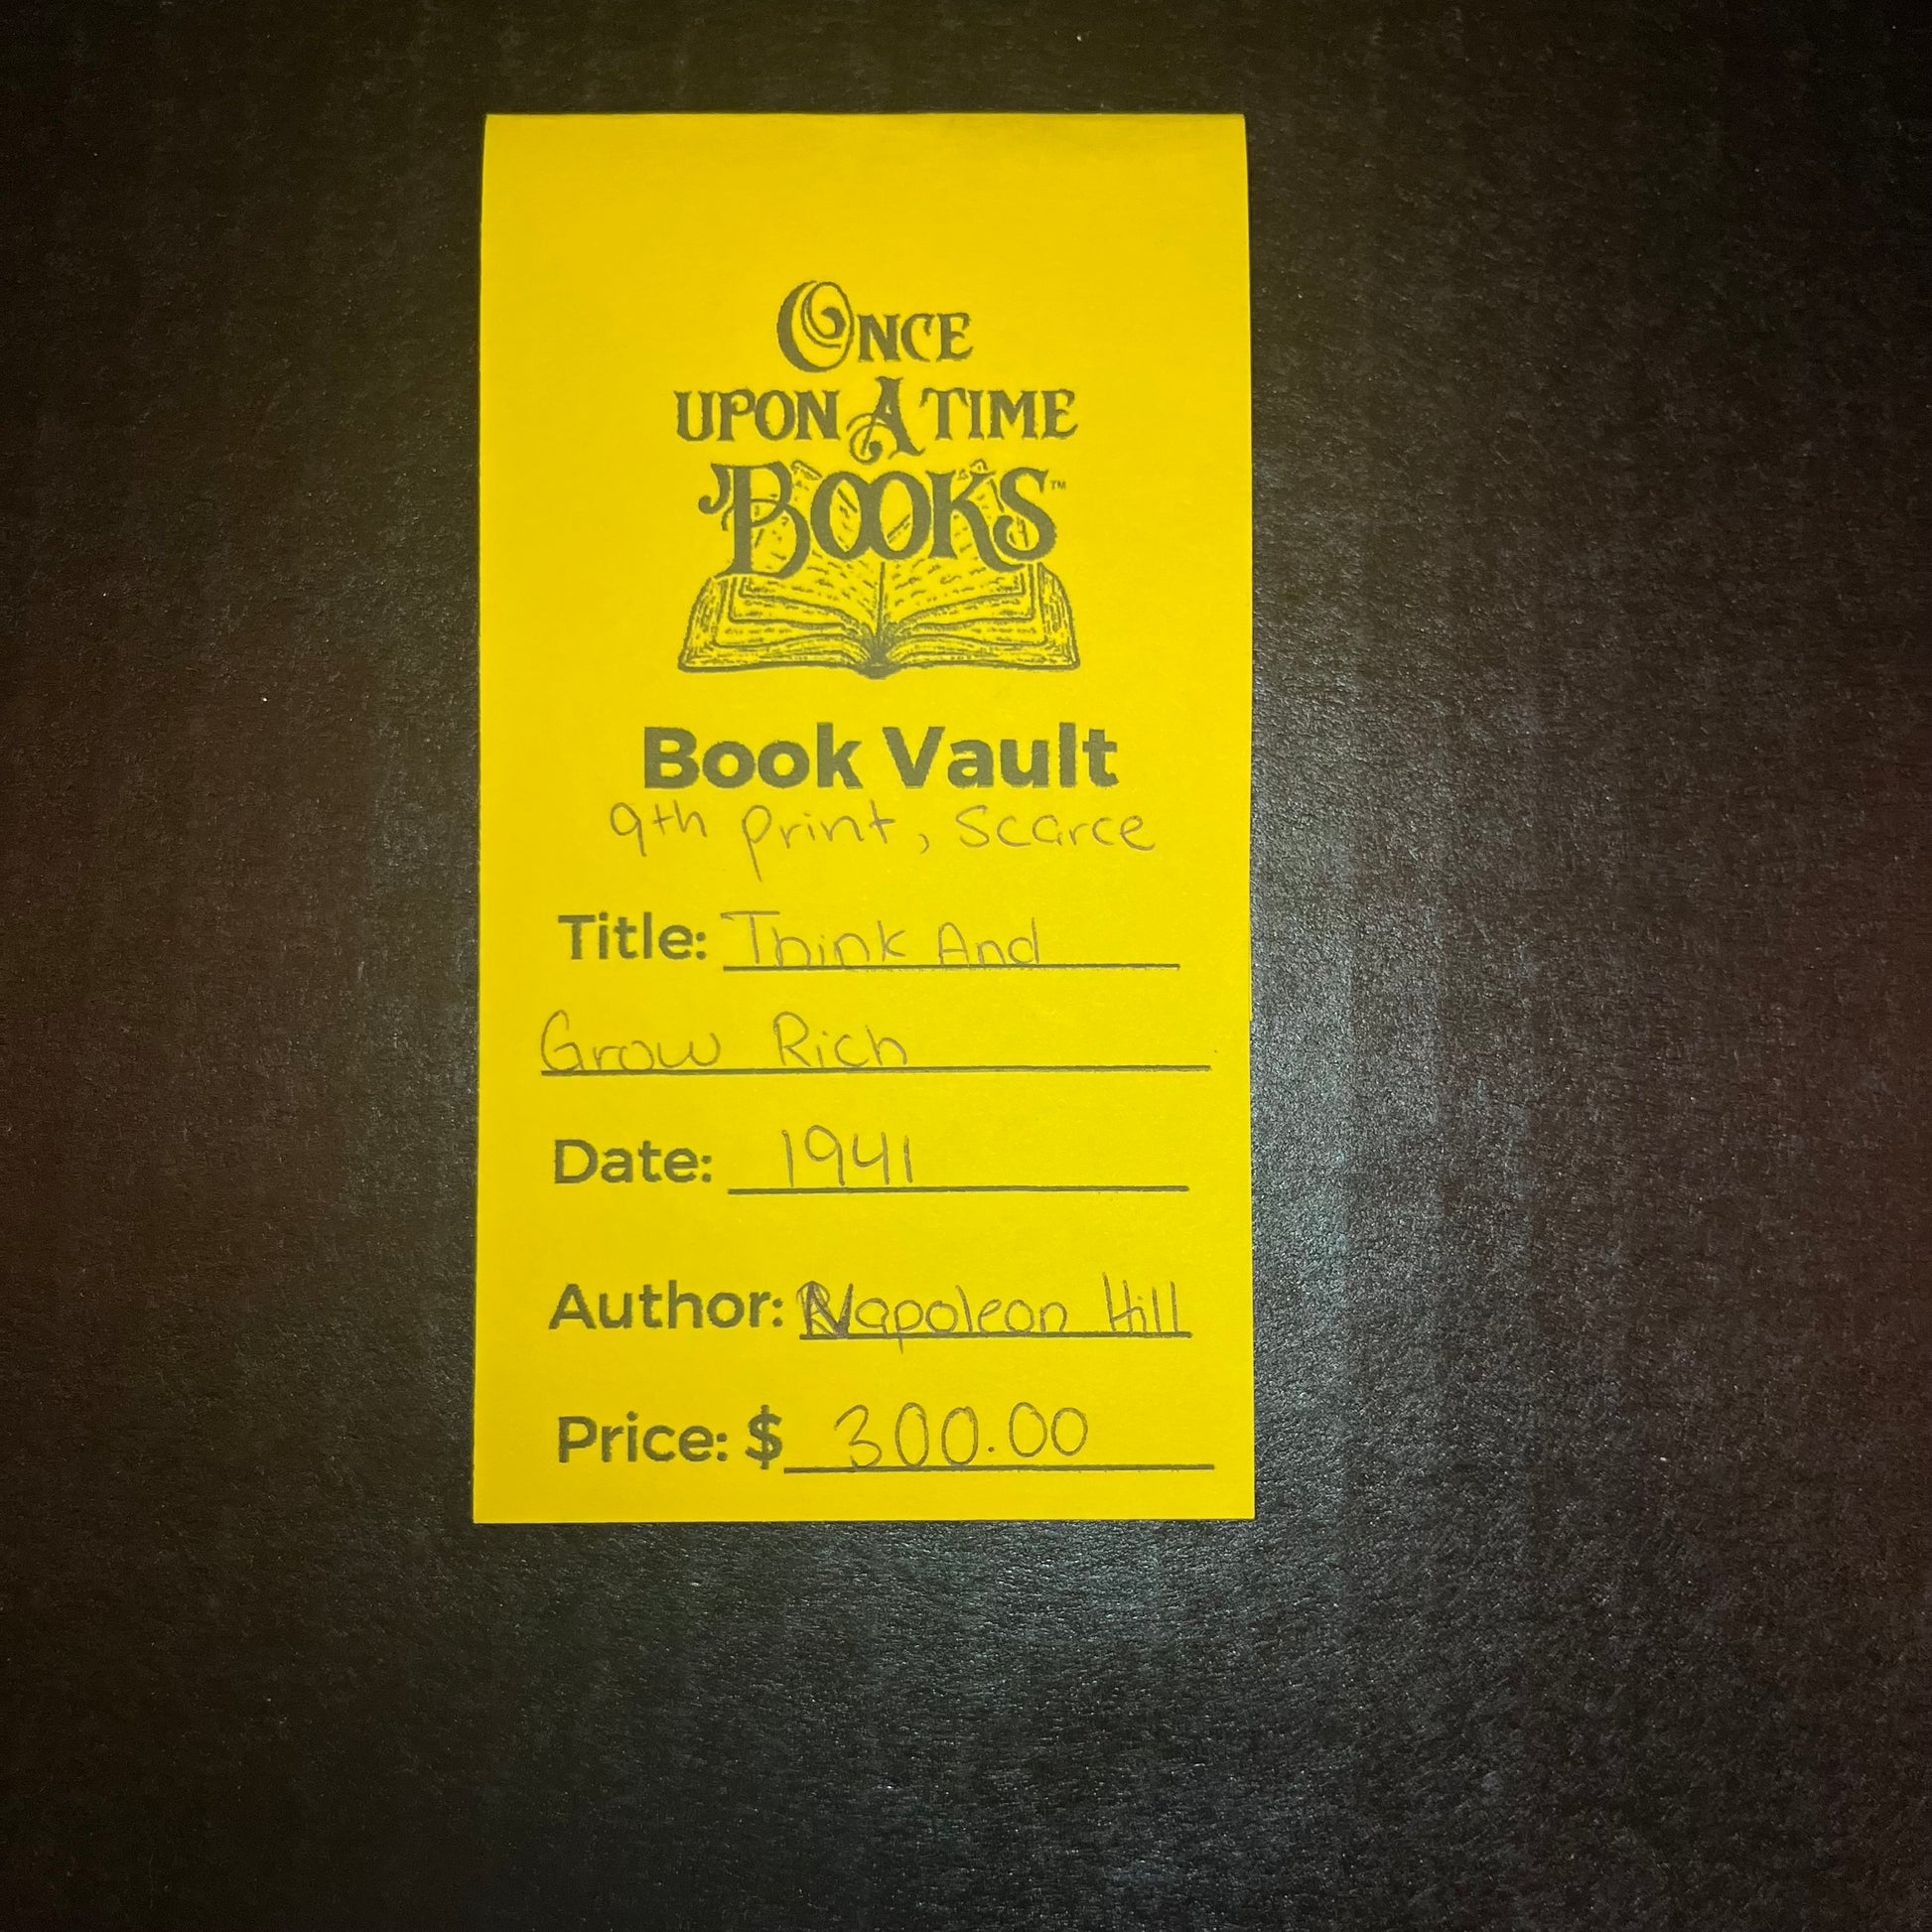 ONCE
UPON A TIME
BOOKS™
Book Vault
9th print, Scarce
Title: Think And
Grow Rich
Date: 1941
Author: Napoleon Hill
Price: $ 300.00